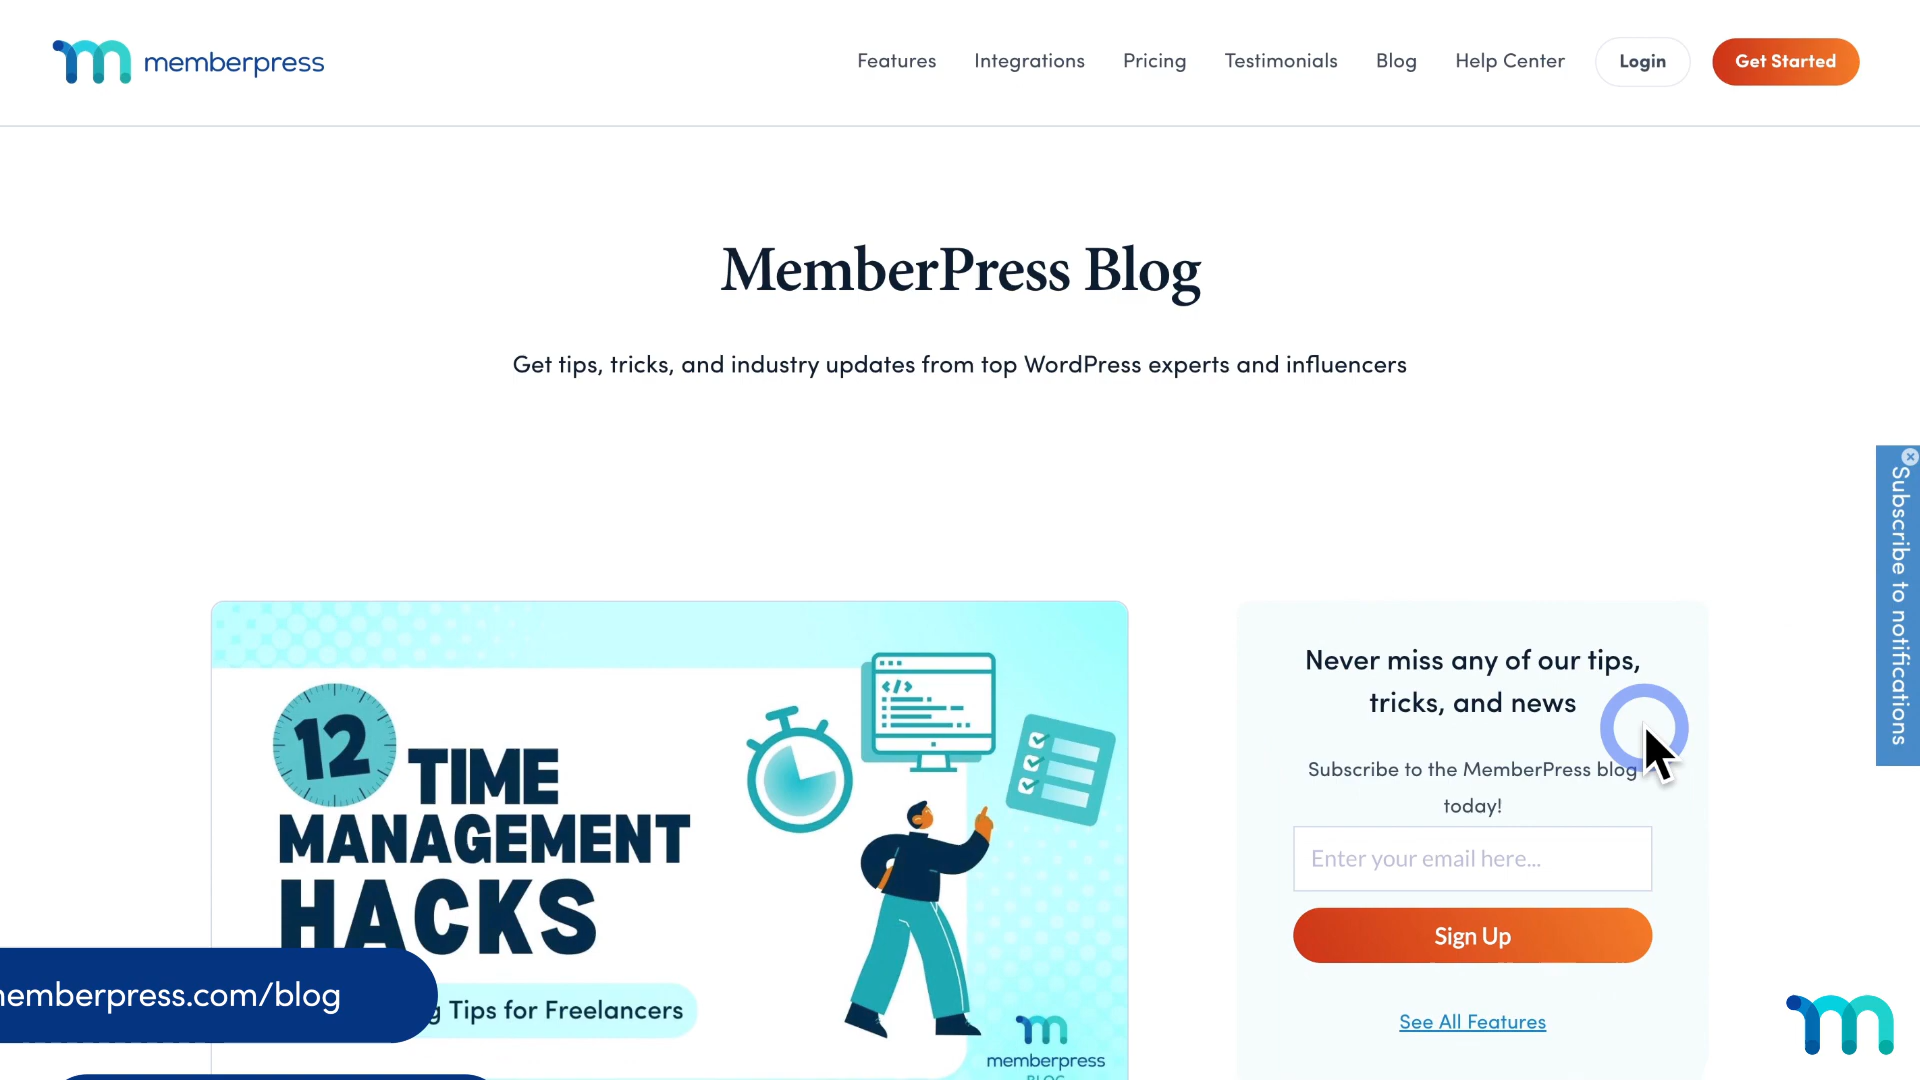 memberpress
Features
Integrations
Pricing
Testimonials
Blog
Help Center
Login
Get Started
MemberPress Blog
Get tips, tricks, and industry updates from top WordPress experts and influencers
Subscribe to notifications
12 TIME
MANAGEMENT
HACKS
Tips for Freelancers
memberpress
BLOG
Never miss any of our tips,
tricks, and news
Subscribe to the MemberPress blog
today!
Enter your email here...
Sign Up
See All Features
emberpress.com/blog